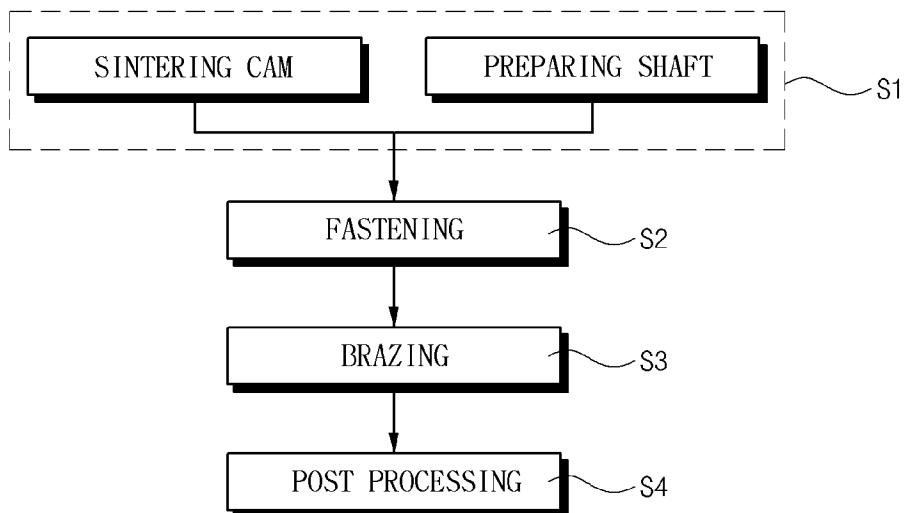 SINTERING CAM
PREPARING SHAFT
S1
FASTENING
S2
BRAZING
S3
POST PROCESSING
S4